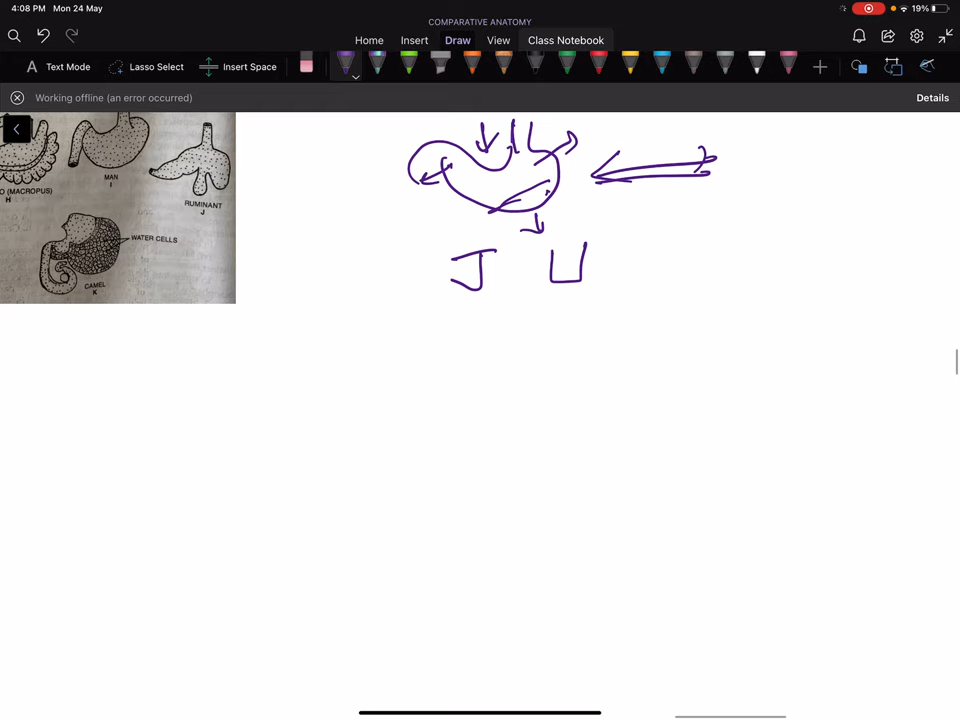 4:08 PM Mon 24 May
19%
COMPARATIVE ANATOMY
Home Insert Draw View Class Notebook
A Text Mode Lasso Select Insert Space
Working offline (an error occurred) Details
O (MACROPUS)
H
MAN
I
RUMINANT
J
WATER CELLS
CAMEL
K
J U